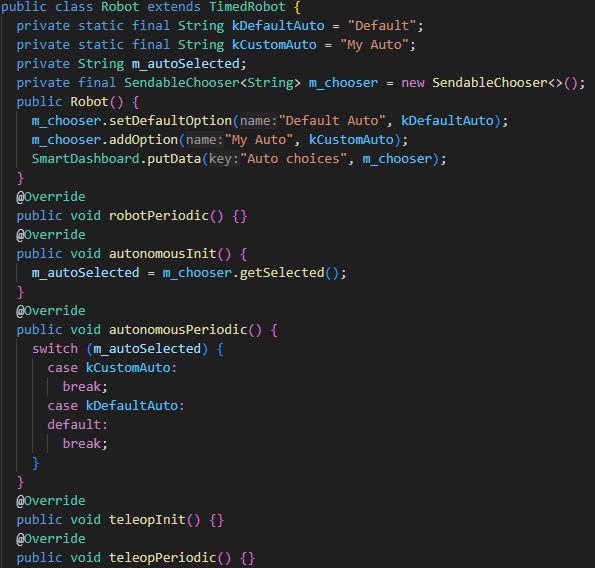 public class Robot extends TimedRobot {
  private static final String kDefaultAuto = "Default";
  private static final String kCustomAuto = "My Auto";
  private String m_autoSelected;
  private final SendableChooser<String> m_chooser = new SendableChooser<>();
  public Robot() {
    m_chooser.setDefaultOption(name:"Default Auto", kDefaultAuto);
    m_chooser.addOption(name:"My Auto", kCustomAuto);
    SmartDashboard.putData(key:"Auto choices", m_chooser);
  }
  @Override
  public void robotPeriodic() {}
  @Override
  public void autonomousInit() {
    m_autoSelected = m_chooser.getSelected();
  }
  @Override
  public void autonomousPeriodic() {
    switch (m_autoSelected) {
      case kCustomAuto:
        break;
      case kDefaultAuto:
      default:
        break;
    }
  }
  @Override
  public void teleopInit() {}
  @Override
  public void teleopPeriodic() {}